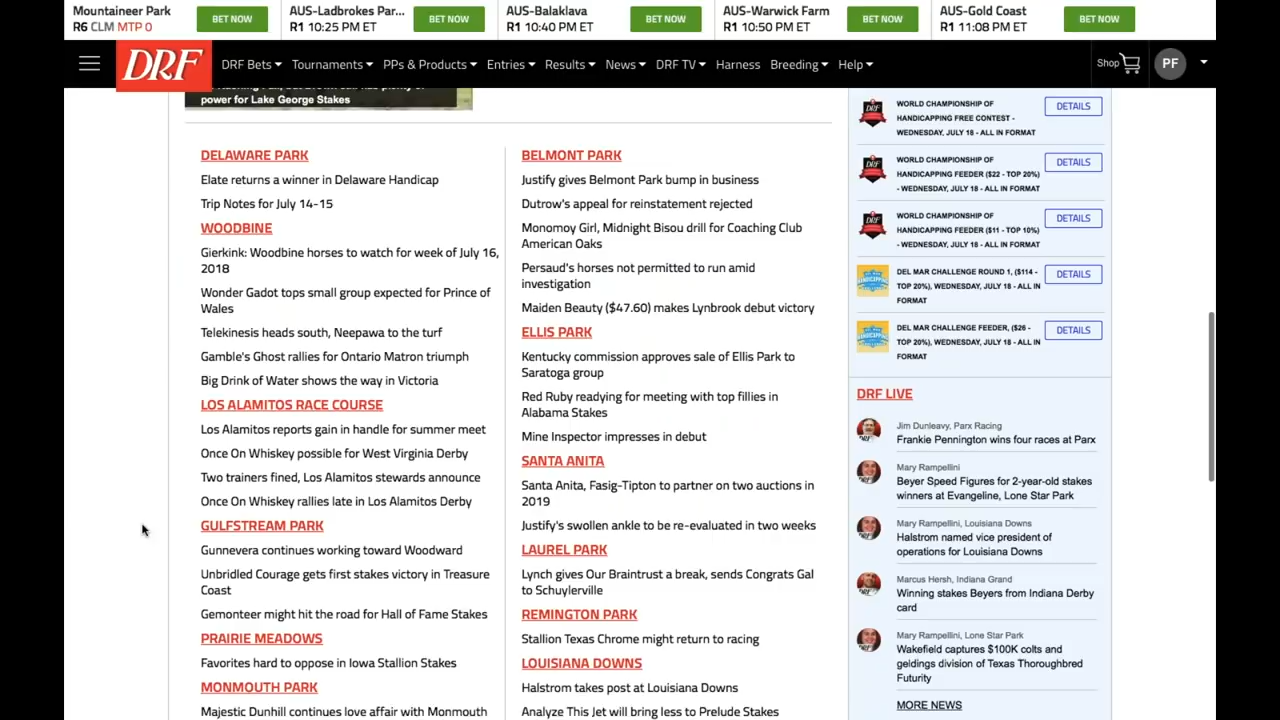 Mountaineer Park
R6 CLM MTP 0
BET NOW
AUS-Ladbrokes Par...
R1 10:25 PM ET
BET NOW
AUS-Balaklava
R1 10:40 PM ET
BET NOW
AUS-Warwick Farm
R1 10:50 PM ET
BET NOW
AUS-Gold Coast
R1 11:08 PM ET
BET NOW
DRF
DRF Bets
Tournaments
PPs & Products
Entries
Results
News
DRF TV
Harness
Breeding
Help
Shop
PF
power for Lake George Stakes
DELAWARE PARK
Elate returns a winner in Delaware Handicap
Trip Notes for July 14-15
WOODBINE
Gierkink: Woodbine horses to watch for week of July 16,
2018
Wonder Gadot tops small group expected for Prince of
Wales
Telekinesis heads south, Neepawa to the turf
Gamble's Ghost rallies for Ontario Matron triumph
Big Drink of Water shows the way in Victoria
LOS ALAMITOS RACE COURSE
Los Alamitos reports gain in handle for summer meet
Once On Whiskey possible for West Virginia Derby
Two trainers fined, Los Alamitos stewards announce
Once On Whiskey rallies late in Los Alamitos Derby
GULFSTREAM PARK
Gunnevera continues working toward Woodward
Unbridled Courage gets first stakes victory in Treasure
Coast
Gemonteer might hit the road for Hall of Fame Stakes
PRAIRIE MEADOWS
Favorites hard to oppose in Iowa Stallion Stakes
MONMOUTH PARK
Majestic Dunhill continues love affair with Monmouth
BELMONT PARK
Justify gives Belmont Park bump in business
Dutrow's appeal for reinstatement rejected
Monomoy Girl, Midnight Bisou drill for Coaching Club
American Oaks
Persaud's horses not permitted to run amid
investigation
Maiden Beauty ($47.60) makes Lynbrook debut victory
ELLIS PARK
Kentucky commission approves sale of Ellis Park to
Saratoga group
Red Ruby readying for meeting with top fillies in
Alabama Stakes
Mine Inspector impresses in debut
SANTA ANITA
Santa Anita, Fasig-Tipton to partner on two auctions in
2019
Justify's swollen ankle to be re-evaluated in two weeks
LAUREL PARK
Lynch gives Our Braintrust a break, sends Congrats Gal
to Schuylerville
REMINGTON PARK
Stallion Texas Chrome might return to racing
LOUISIANA DOWNS
Halstrom takes post at Louisiana Downs
Analyze This Jet will bring less to Prelude Stakes
WORLD CHAMPIONSHIP OF
HANDICAPPING FREE CONTEST -
WEDNESDAY, JULY 18 - ALL IN FORMAT
DETAILS
WORLD CHAMPIONSHIP OF
HANDICAPPING FEEDER ($22 - TOP 20%)
- WEDNESDAY, JULY 18 - ALL IN FORMAT
DETAILS
WORLD CHAMPIONSHIP OF
HANDICAPPING FEEDER ($11 - TOP 10%)
- WEDNESDAY, JULY 18 - ALL IN FORMAT
DETAILS
DEL MAR CHALLENGE ROUND 1, ($114 -
TOP 20%), WEDNESDAY, JULY 18 - ALL IN
FORMAT
DETAILS
DEL MAR CHALLENGE FEEDER, ($26 -
TOP 20%), WEDNESDAY, JULY 18 - ALL IN
FORMAT
DETAILS
DRF LIVE
Jim Dunleavy, Parx Racing
Frankie Pennington wins four races at Parx
Mary Rampellini
Beyer Speed Figures for 2-year-old stakes
winners at Evangeline, Lone Star Park
Mary Rampellini, Louisiana Downs
Halstrom named vice president of
operations for Louisiana Downs
Marcus Hersh, Indiana Grand
Winning stakes Beyers from Indiana Derby
card
Mary Rampellini, Lone Star Park
Wakefield captures $100K colts and
geldings division of Texas Thoroughbred
Futurity
MORE NEWS